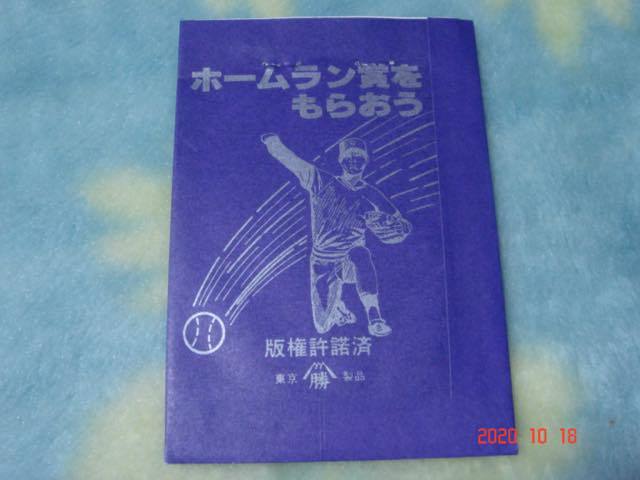 ホームラン賞を
もらおう
版権許諾済
東京 勝 製品
2020 10 18